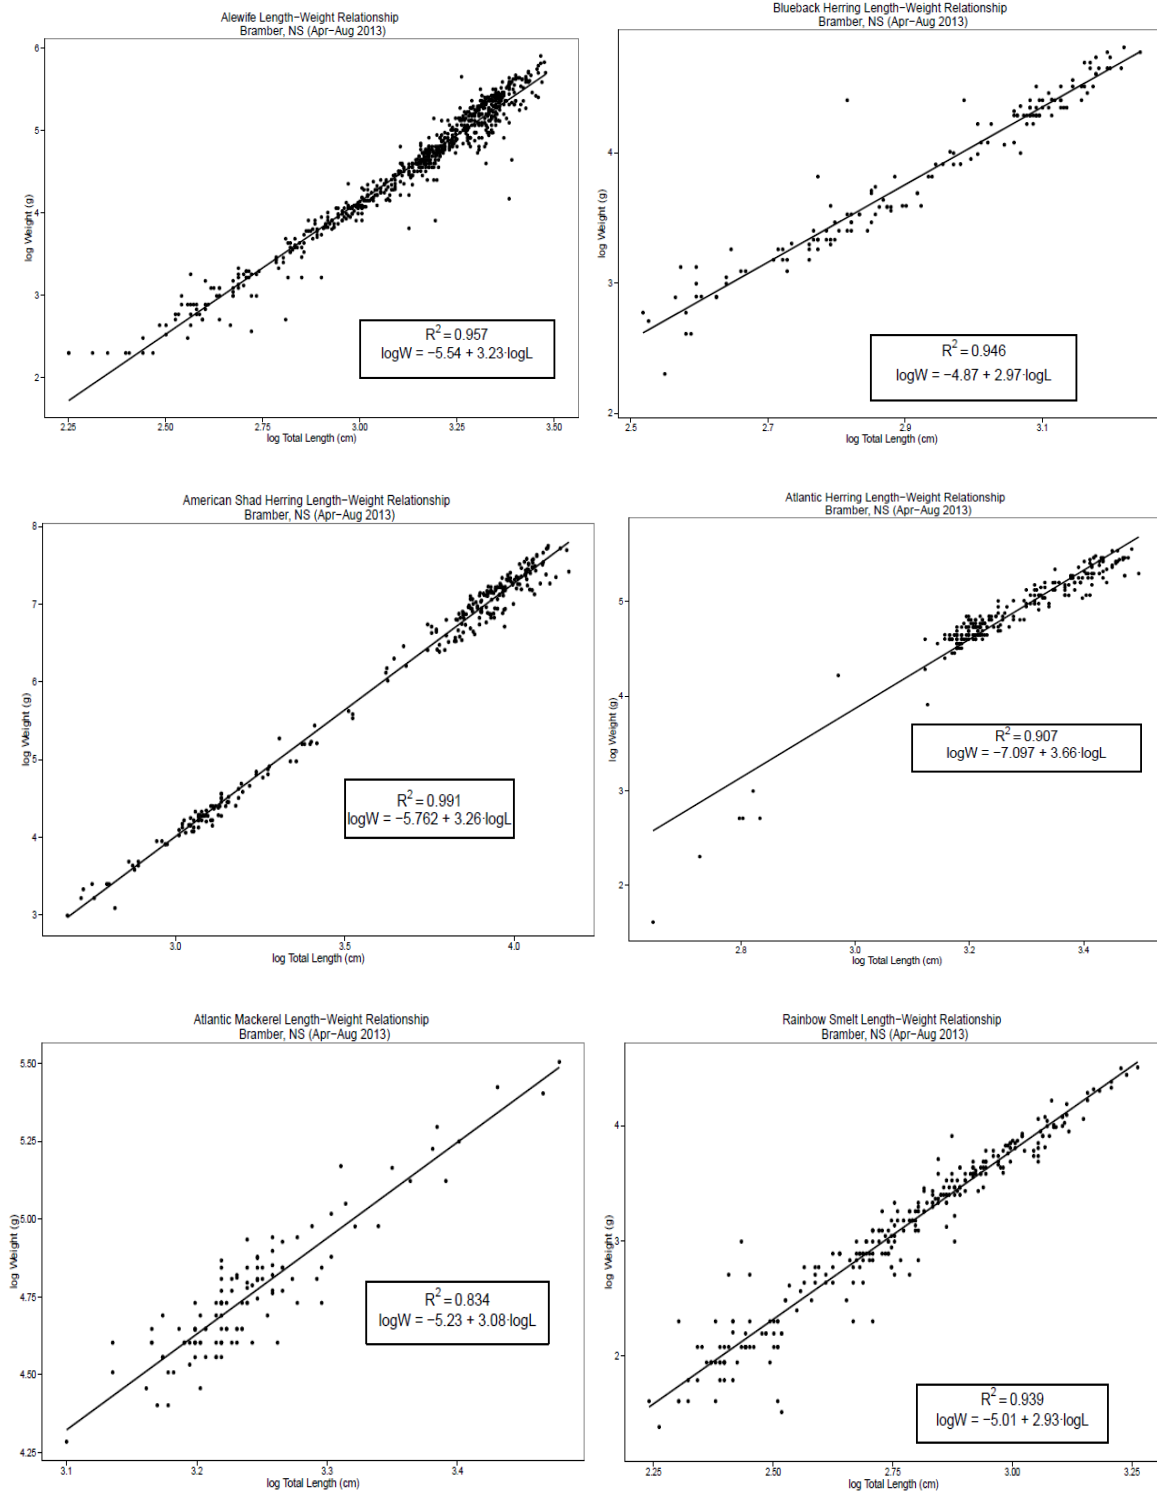 Alewife Length−Weight Relationship
Bramber, NS (Apr−Aug 2013)
6
5
4
3
2
log Weight (g)
R2 = 0.957
logW = −5.54 + 3.23·logL
2.25 2.50 2.75 3.00 3.25 3.50
log Total Length (cm)
Blueback Herring Length−Weight Relationship
Bramber, NS (Apr−Aug 2013)
4
3
2
log Weight (g)
R2 = 0.946
logW = −4.87 + 2.97·logL
2.5 2.7 2.9 3.1
log Total Length (cm)
American Shad Herring Length−Weight Relationship
Bramber, NS (Apr−Aug 2013)
8
7
6
5
4
3
log Weight (g)
R2 = 0.991
logW = −5.762 + 3.26·logL
3.0 3.5 4.0
log Total Length (cm)
Atlantic Herring Length−Weight Relationship
Bramber, NS (Apr−Aug 2013)
5
4
3
2
log Weight (g)
R2 = 0.907
logW = −7.097 + 3.66·logL
2.8 3.0 3.2 3.4
log Total Length (cm)
Atlantic Mackerel Length−Weight Relationship
Bramber, NS (Apr−Aug 2013)
5.50
5.25
5.00
4.75
4.50
4.25
log Weight (g)
R2 = 0.834
logW = −5.23 + 3.08·logL
3.1 3.2 3.3 3.4
log Total Length (cm)
Rainbow Smelt Length−Weight Relationship
Bramber, NS (Apr−Aug 2013)
4
3
2
log Weight (g)
R2 = 0.939
logW = −5.01 + 2.93·logL
2.25 2.50 2.75 3.00 3.25
log Total Length (cm)